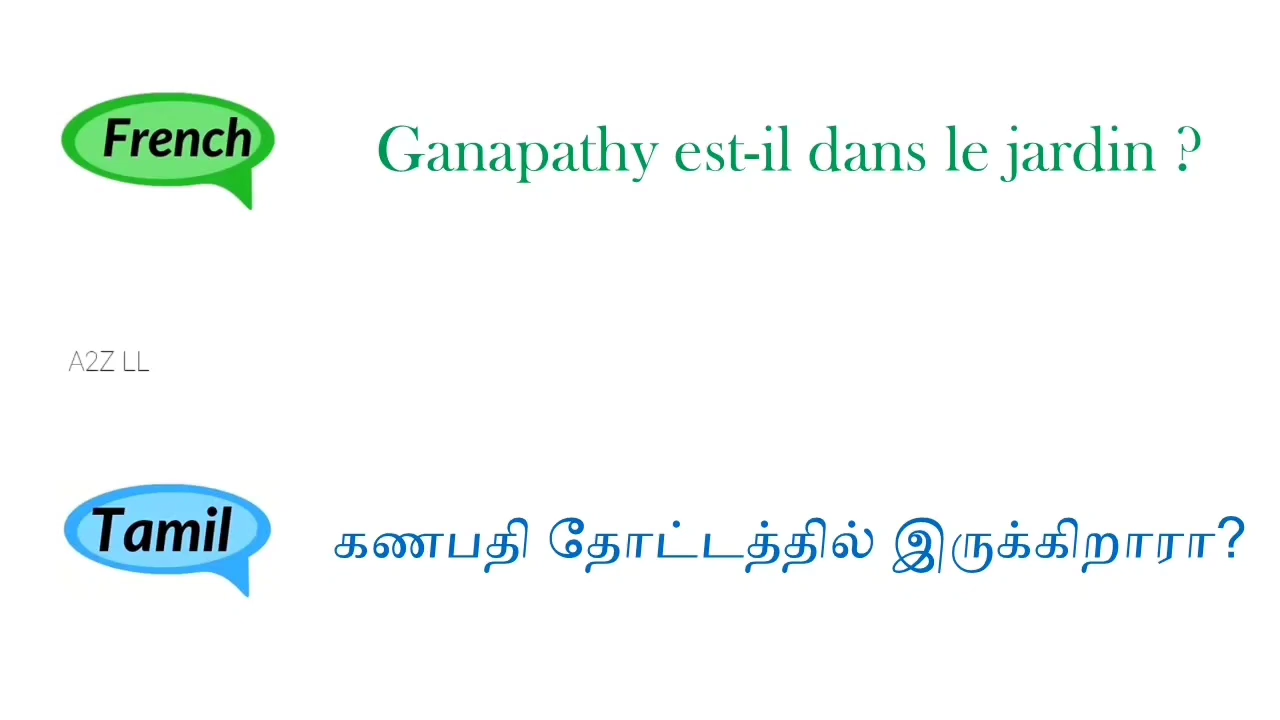 French
Ganapathy est-il dans le jardin ?
A2Z LL
Tamil
கணபதி தோட்டத்தில் இருக்கிறாரா?